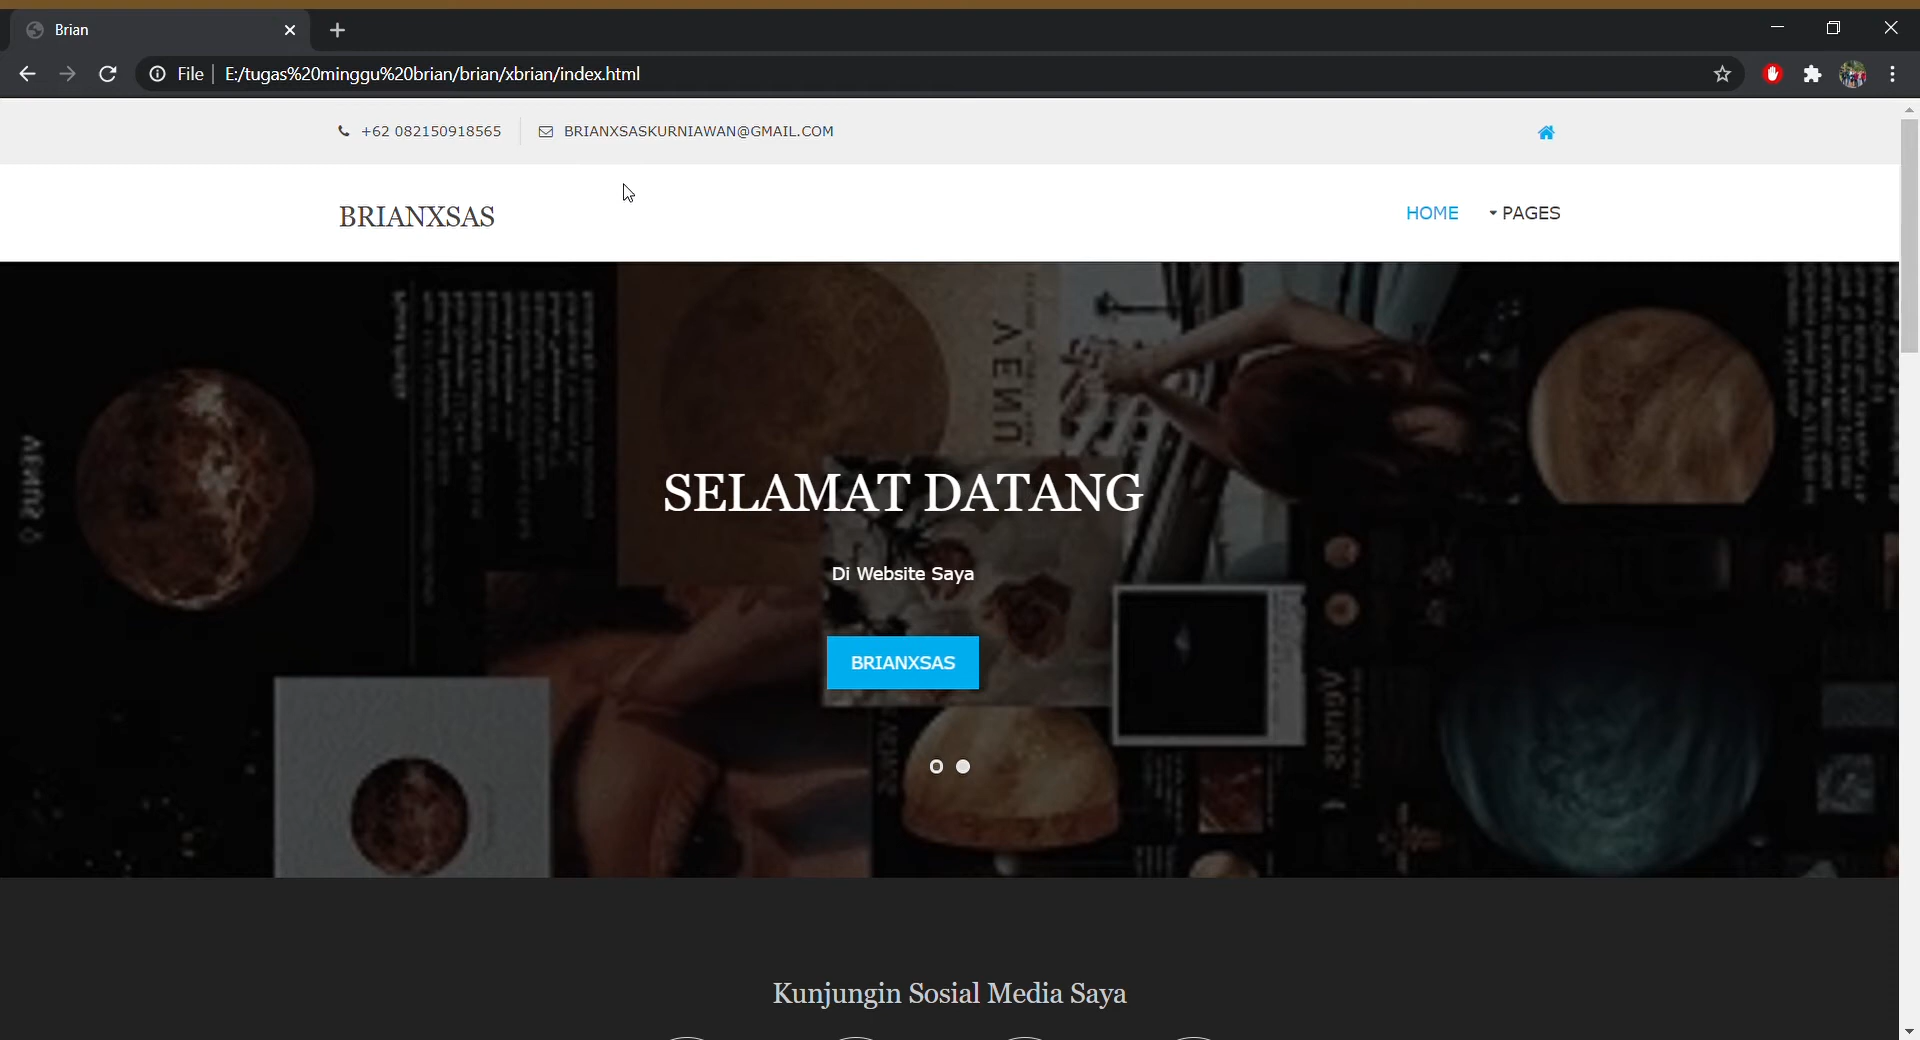 Brian
File E:/tugas%20minggu%20brian/brian/xbrian/index.html
+62 082150918565
BRIANXSASKURNIAWAN@GMAIL.COM
BRIANXSAS
HOME
PAGES
SELAMAT DATANG
Di Website Saya
BRIANXSAS
Kunjungin Sosial Media Saya